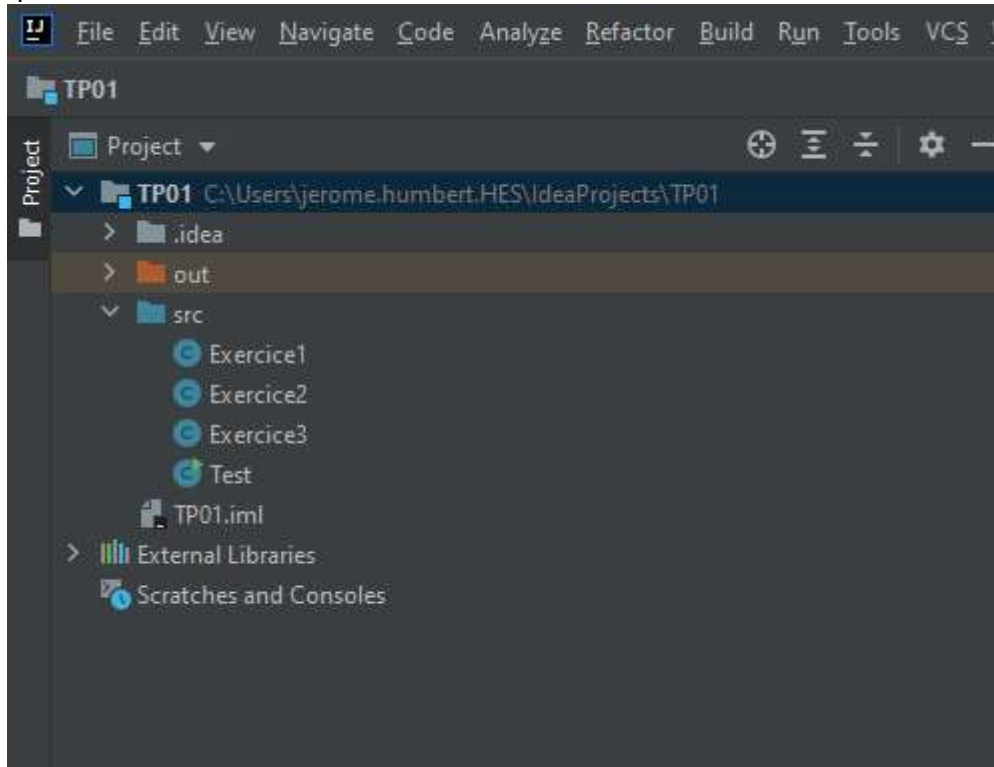 IJ File Edit View Navigate Code Analyze Refactor Build Run Tools VCS
TP01
Project
Project
TP01 C:\Users\jerome.humbert.HES\IdeaProjects\TP01
.idea
out
src
Exercice1
Exercice2
Exercice3
Test
TP01.iml
External Libraries
Scratches and Consoles